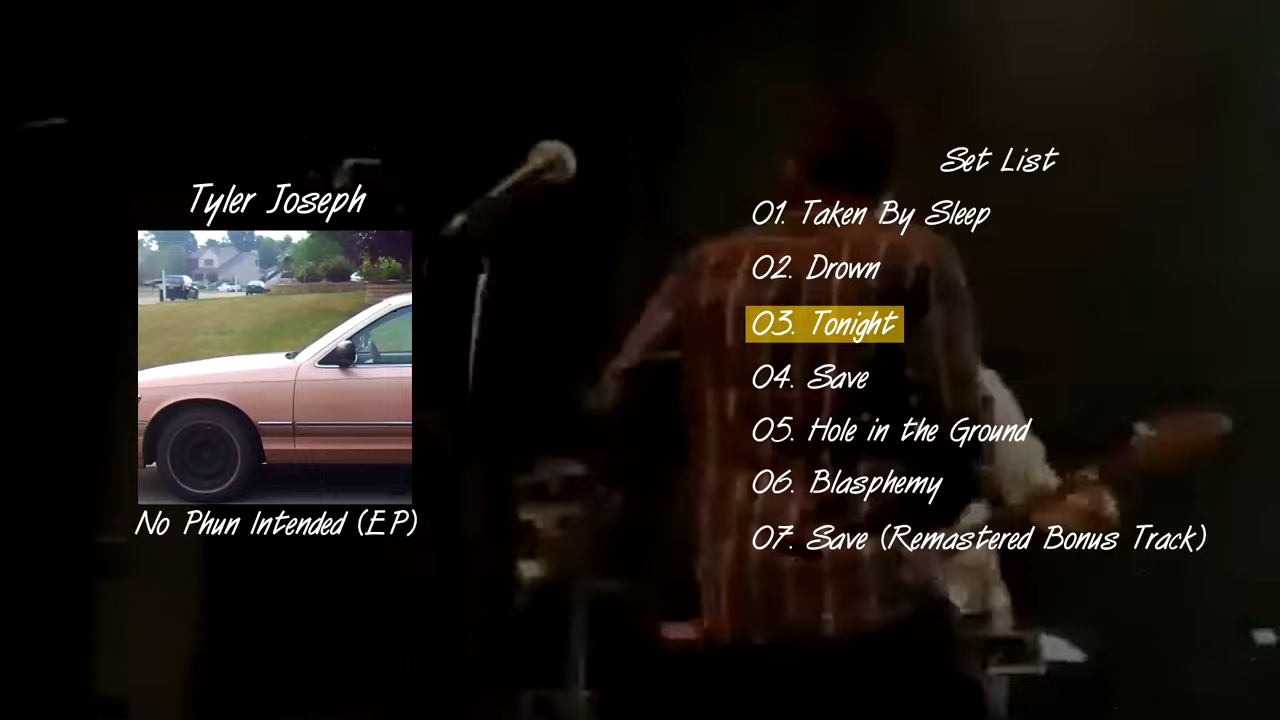 Tyler Joseph
No Phun Intended (EP)
Set List
01. Taken By Sleep
02. Drown
03. Tonight
04. Save
05. Hole in the Ground
06. Blasphemy
07. Save (Remastered Bonus Track)